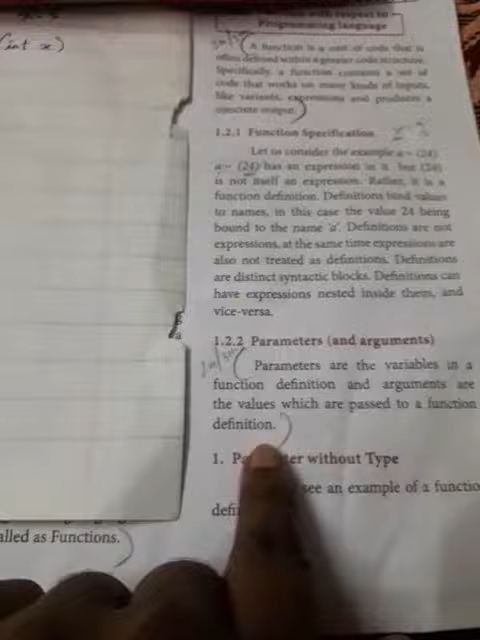 (int x)
with respect to
Programming language
A function is a unit of code that is
often defined within a greater code structure.
Specifically, a function contains a set of
code that works on many kinds of inputs,
like variants, expressions and produces a
concrete output.
1.2.1 Function Specification
Let us consider the example a:= (24)
a:= (24) has an expression in it but (24)
is not itself an expression. Rather, it is a
function definition. Definitions bind values
to names, in this case the value 24 being
bound to the name 'a'. Definitions are not
expressions, at the same time expressions are
also not treated as definitions. Definitions
are distinct syntactic blocks. Definitions can
have expressions nested inside them, and
vice-versa.
1.2.2 Parameters (and arguments)
Parameters are the variables in a
function definition and arguments are
the values which are passed to a function
definition.
1. Pa er without Type
see an example of a functio
defi
alled as Functions.